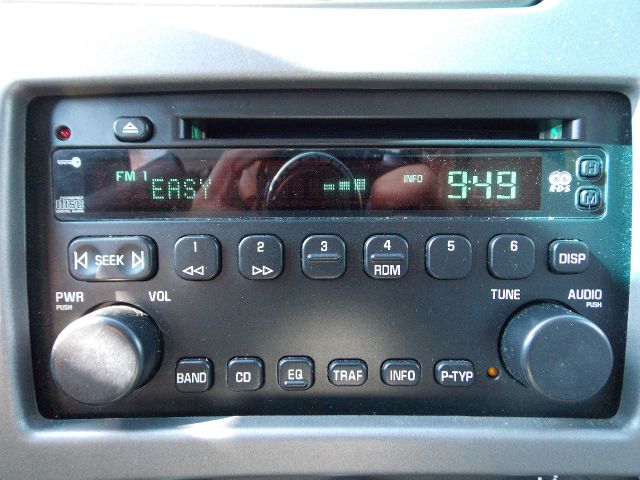 FM 1
EASY
INFO
9:49
H
RDS
M
disc
SEEK
1
2
3
4
RDM
5
6
DISP
PWR
PUSH
VOL
TUNE
AUDIO
PUSH
BAND
CD
EQ
TRAF
INFO
P-TYP